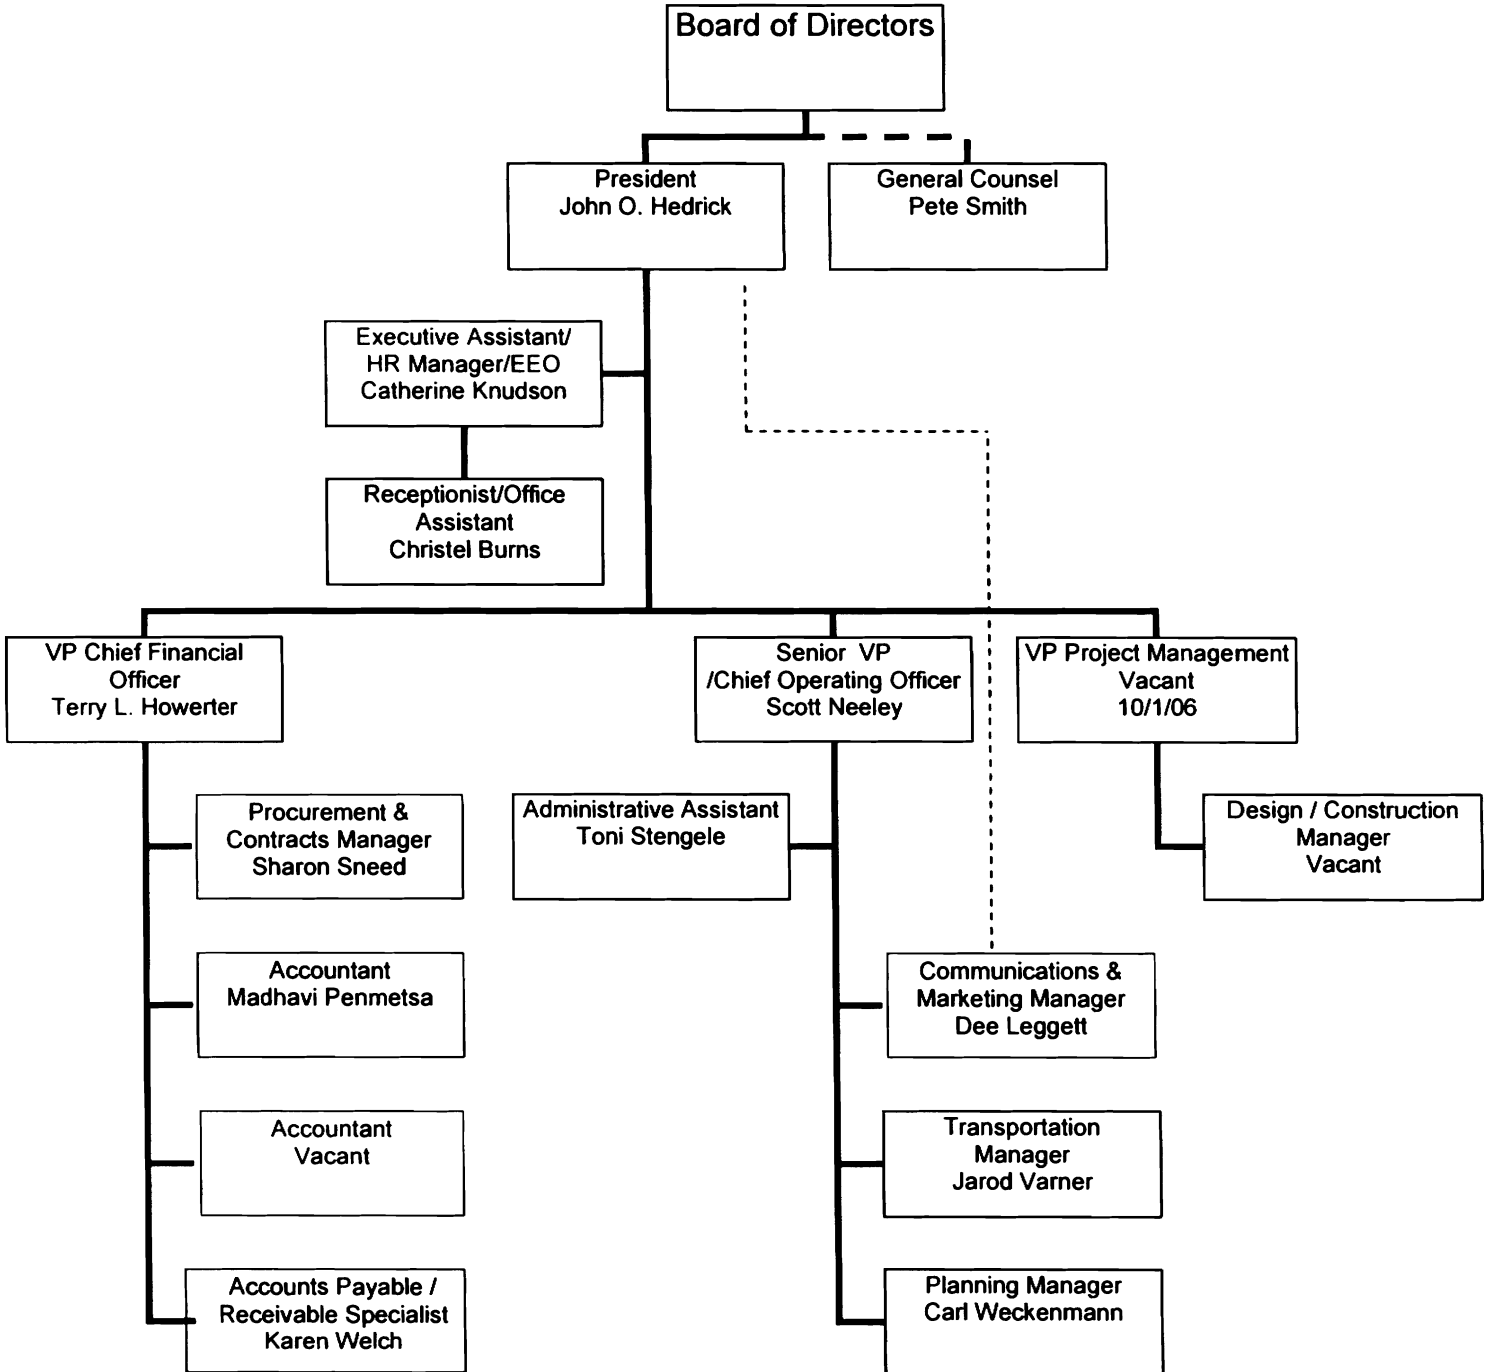 Board of Directors
President
John O. Hedrick
General Counsel
Pete Smith
Executive Assistant/
HR Manager/EEO
Catherine Knudson
Receptionist/Office
Assistant
Christel Burns
VP Chief Financial
Officer
Terry L. Howerter
Senior VP
/Chief Operating Officer
Scott Neeley
VP Project Management
Vacant
10/1/06
Procurement &
Contracts Manager
Sharon Sneed
Administrative Assistant
Toni Stengele
Design / Construction
Manager
Vacant
Accountant
Madhavi Penmetsa
Communications &
Marketing Manager
Dee Leggett
Accountant
Vacant
Transportation
Manager
Jarod Varner
Accounts Payable /
Receivable Specialist
Karen Welch
Planning Manager
Carl Weckenmann